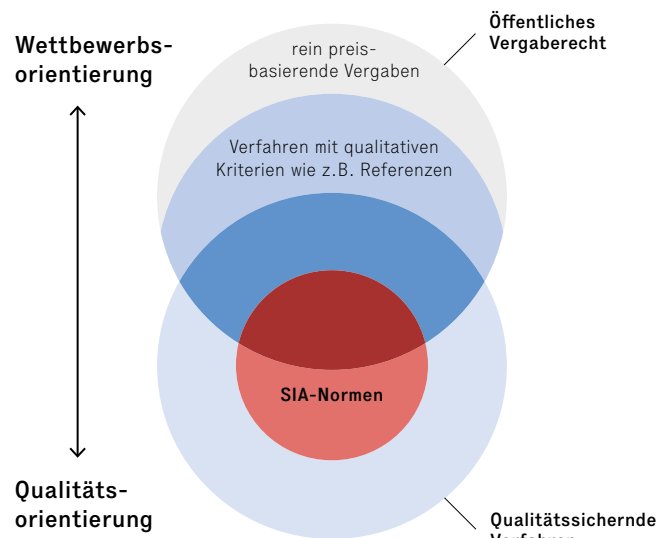 Wettbewerbs-
orientierung
rein preis-
basierende Vergaben
Öffentliches
Vergaberecht
Verfahren mit qualitativen
Kriterien wie z.B. Referenzen
SIA-Normen
Qualitäts-
orientierung
Qualitätssichernde
Verfahren